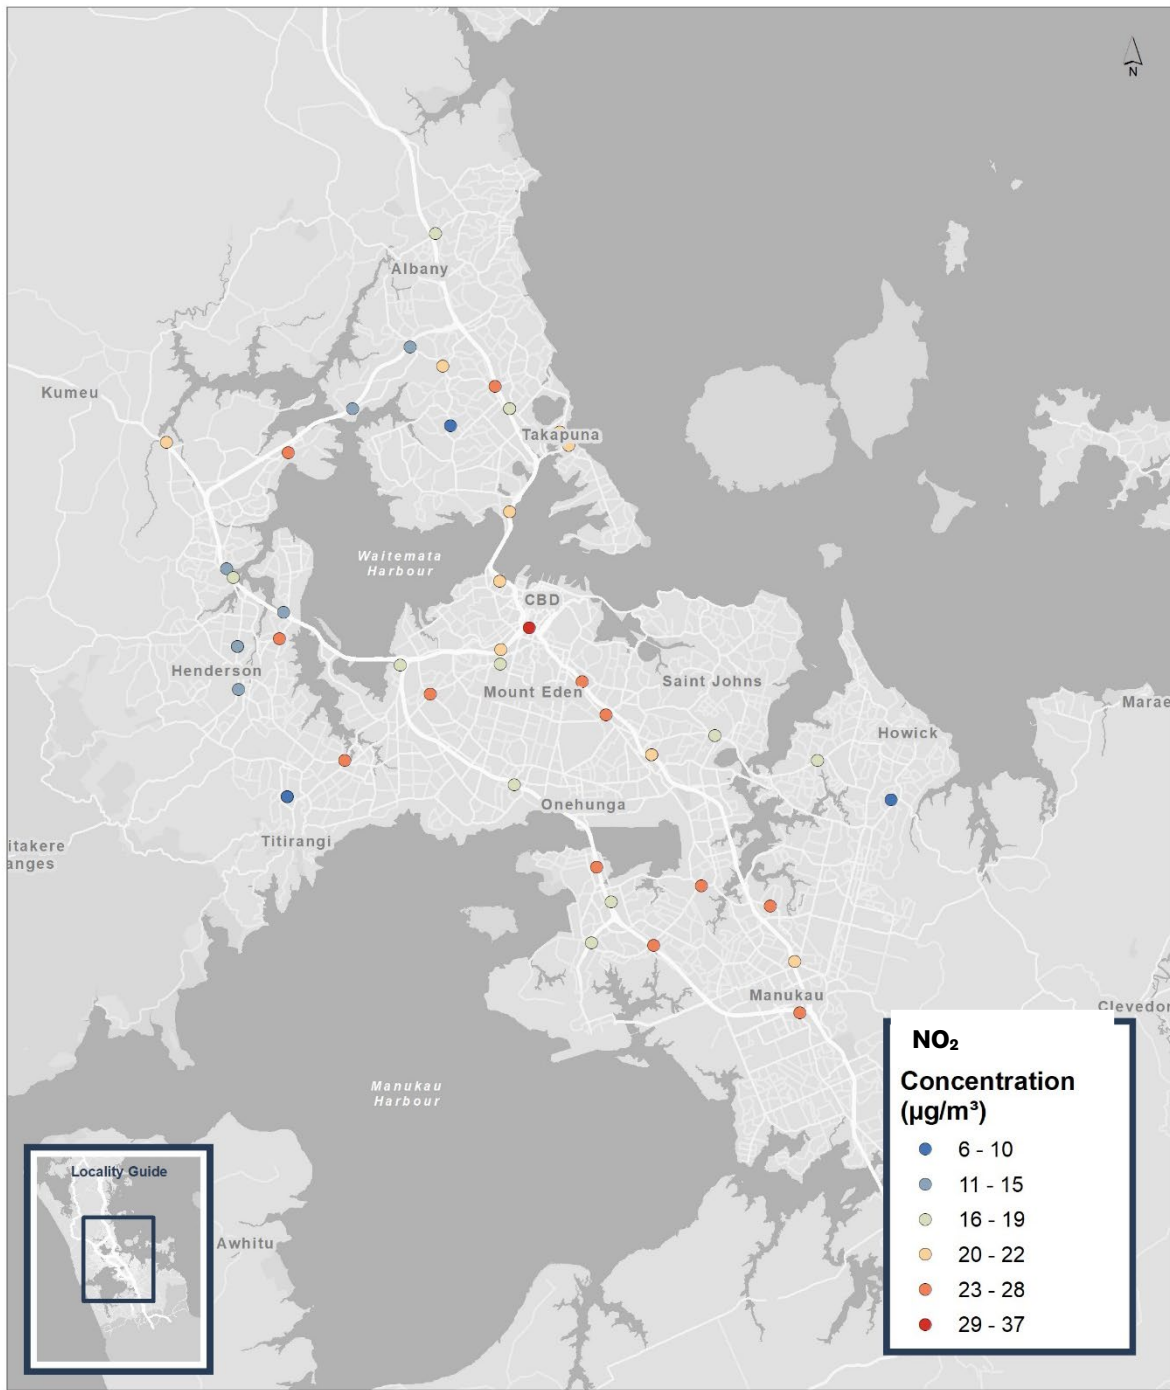 N
Albany
Kumeu
Takapuna
Waitemata
Harbour
CBD
Henderson
Mount Eden
Saint Johns
Marae
Howick
Onehunga
Titirangi
itakere
anges
Manukau
Clevedon
Manukau
Harbour
Awhitu
Locality Guide
NO₂
Concentration
(µg/m³)
6 - 10
11 - 15
16 - 19
20 - 22
23 - 28
29 - 37